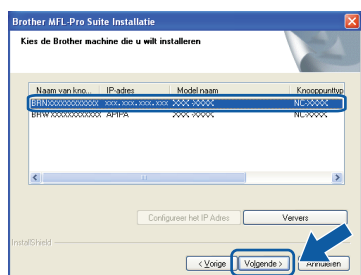 Brother MFL-Pro Suite Installatie
Kies de Brother machine die u wilt installeren
Naam van kno... IP-adres Model naam Knooppunttyp
BRNXXXXXXXXXXXX XXX.XXX.XXX.XXX XXX-XXXX NC-XXXX
BRWXXXXXXXXXXXX APIPA XXX-XXXX NC-XXXX
Configureer het IP Adres Ververs
InstallShield
< Vorige Volgende > Annuleren